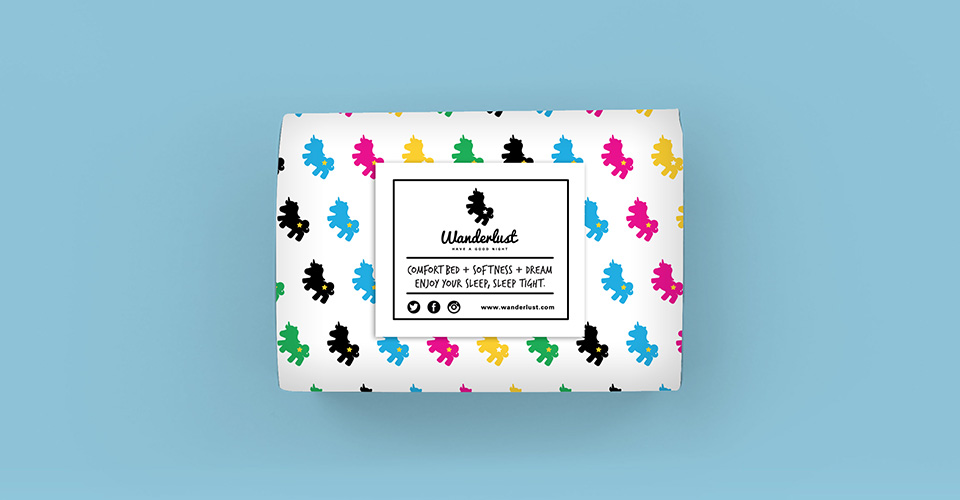 Wanderlust
HAVE A GOOD NIGHT
COMFORT BED + SOFTNESS + DREAM
ENJOY YOUR SLEEP, SLEEP TIGHT.
www.wanderlust.com